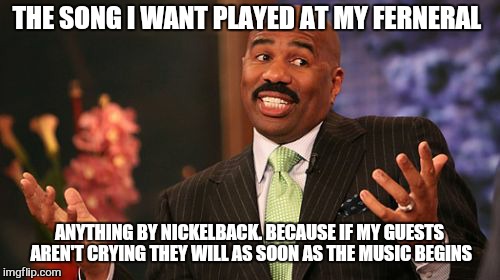 THE SONG I WANT PLAYED AT MY FERNERAL
ANYTHING BY NICKELBACK. BECAUSE IF MY GUESTS
AREN'T CRYING THEY WILL AS SOON AS THE MUSIC BEGINS
imgflip.com